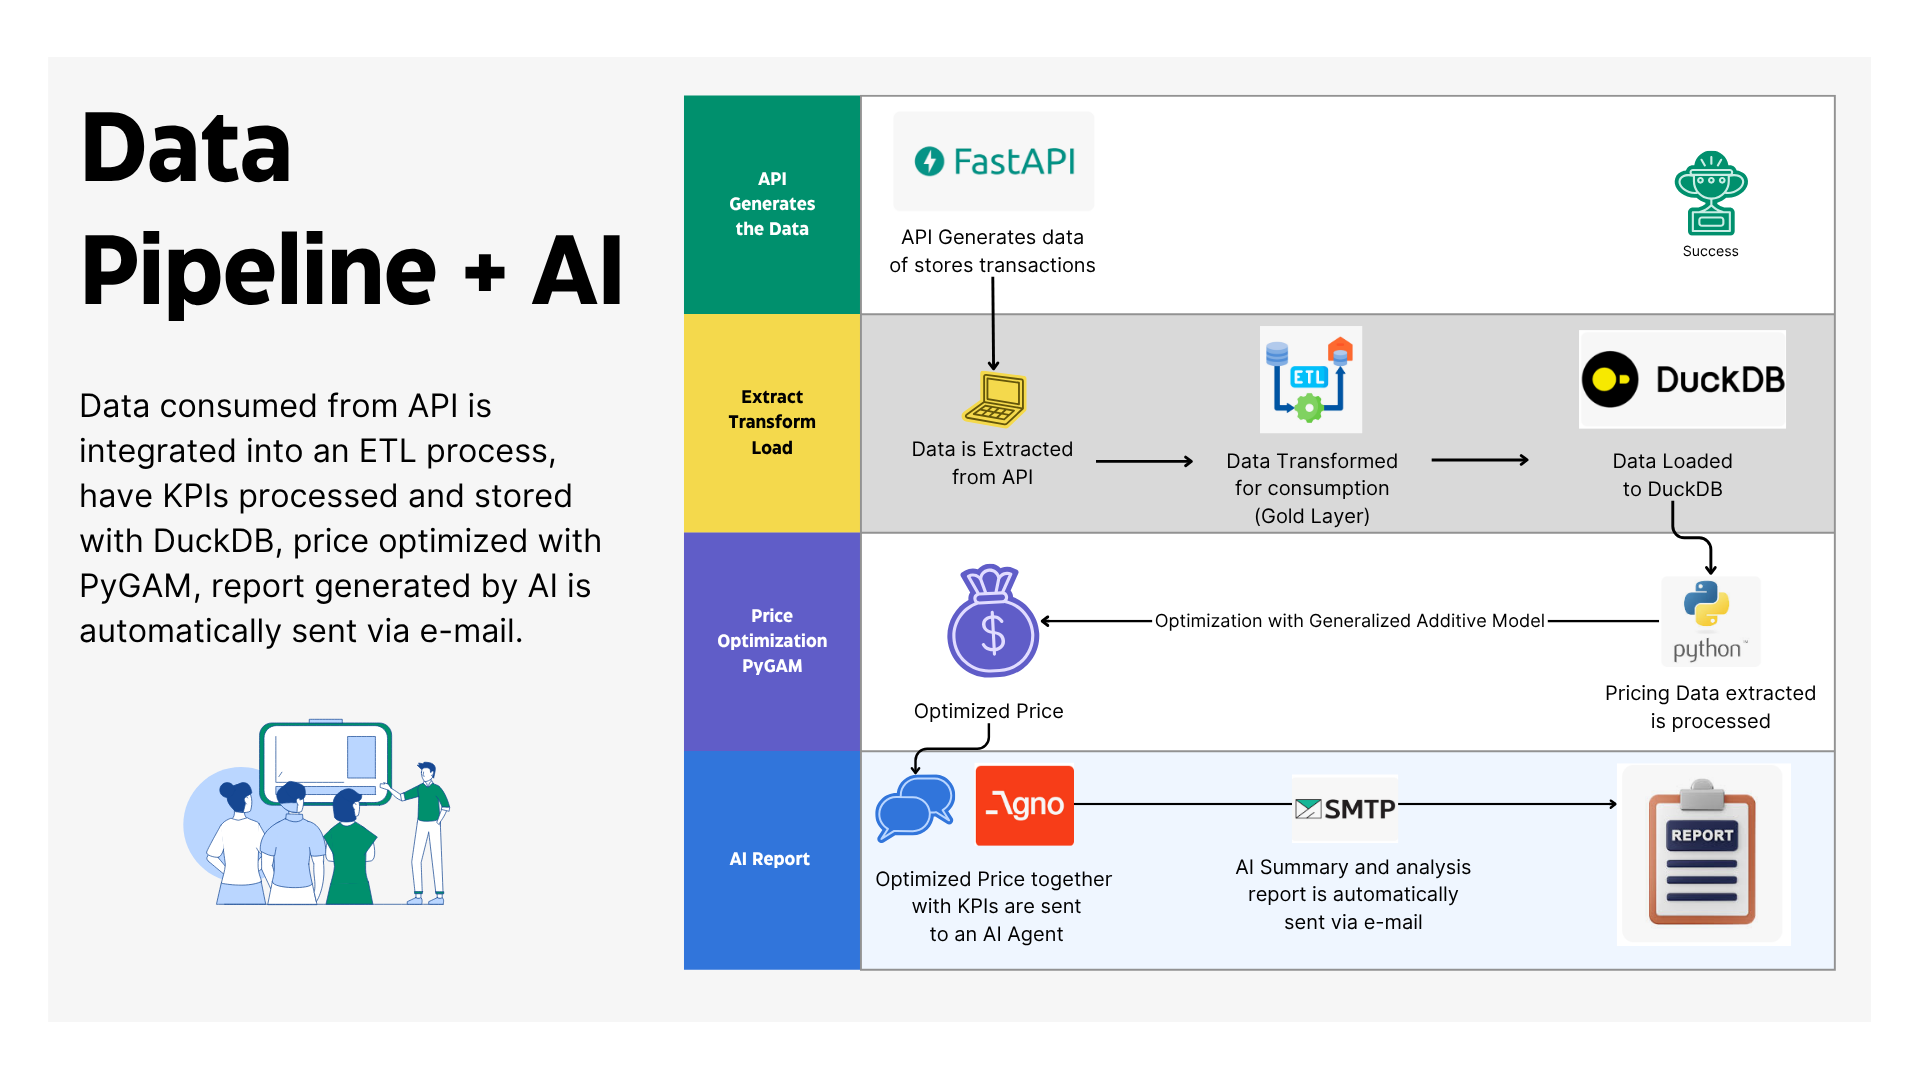 Data
Pipeline + AI
Data consumed from API is
integrated into an ETL process,
have KPIs processed and stored
with DuckDB, price optimized with
PyGAM, report generated by AI is
automatically sent via e-mail.
API
Generates
the Data
FastAPI
API Generates data
of stores transactions
Success
Extract
Transform
Load
Data is Extracted
from API
ETL
Data Transformed
for consumption
(Gold Layer)
DuckDB
Data Loaded
to DuckDB
Price
Optimization
PyGAM
$
Optimized Price
Optimization with Generalized Additive Model
python™
Pricing Data extracted
is processed
AI Report
Agno
Optimized Price together
with KPIs are sent
to an AI Agent
SMTP
AI Summary and analysis
report is automatically
sent via e-mail
REPORT